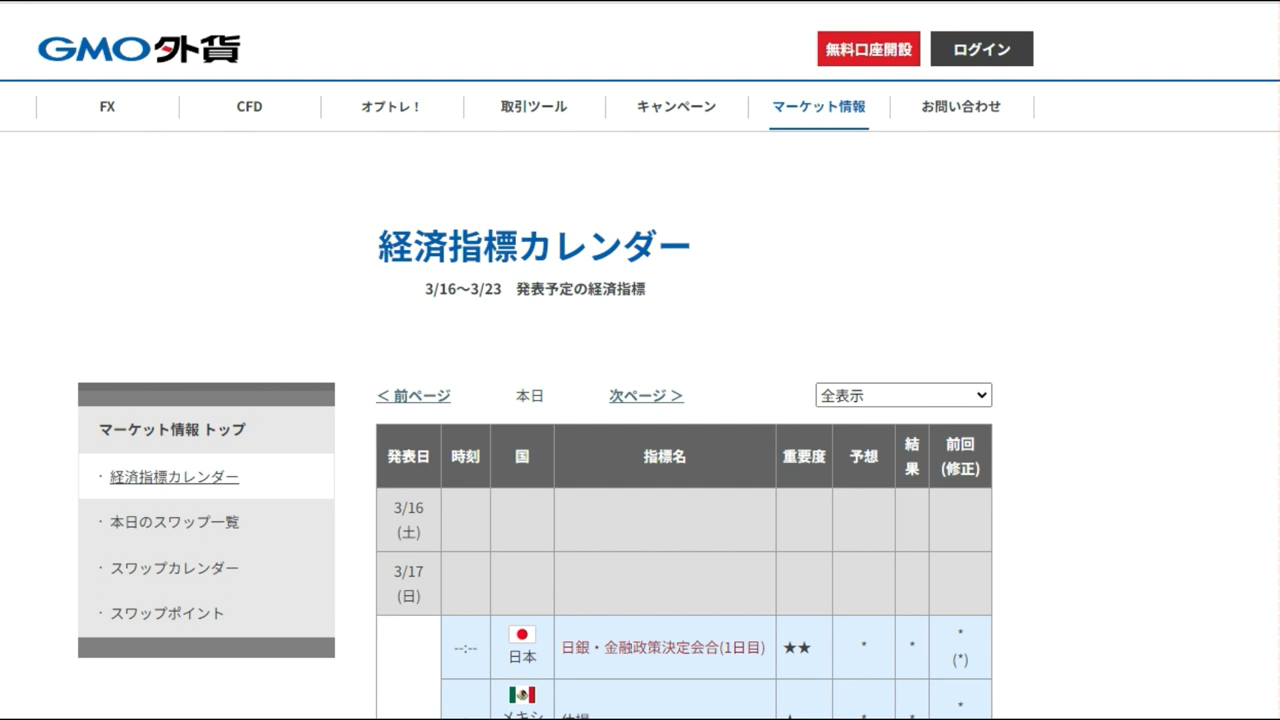 GMO外貨
無料口座開設
ログイン
FX
CFD
オプトレ！
取引ツール
キャンペーン
マーケット情報
お問い合わせ
経済指標カレンダー
3/16～3/23　発表予定の経済指標
マーケット情報 トップ
· 経済指標カレンダー
· 本日のスワップ一覧
· スワップカレンダー
· スワップポイント
＜ 前ページ
本日
次ページ ＞
全表示
発表日
時刻
国
指標名
重要度
予想
結
果
前回
(修正)
3/16
(土)
3/17
(日)
--:--
日本
日銀・金融政策決定会合(1日目)
★★
*
*
*
(*)
*